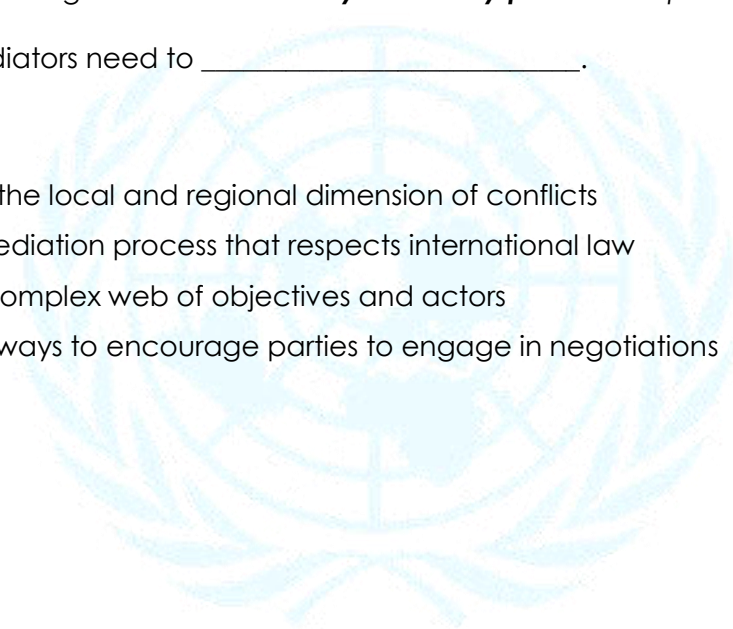 diators need to ___________________________.
the local and regional dimension of conflicts
ediation process that respects international law
omplex web of objectives and actors
ways to encourage parties to engage in negotiations